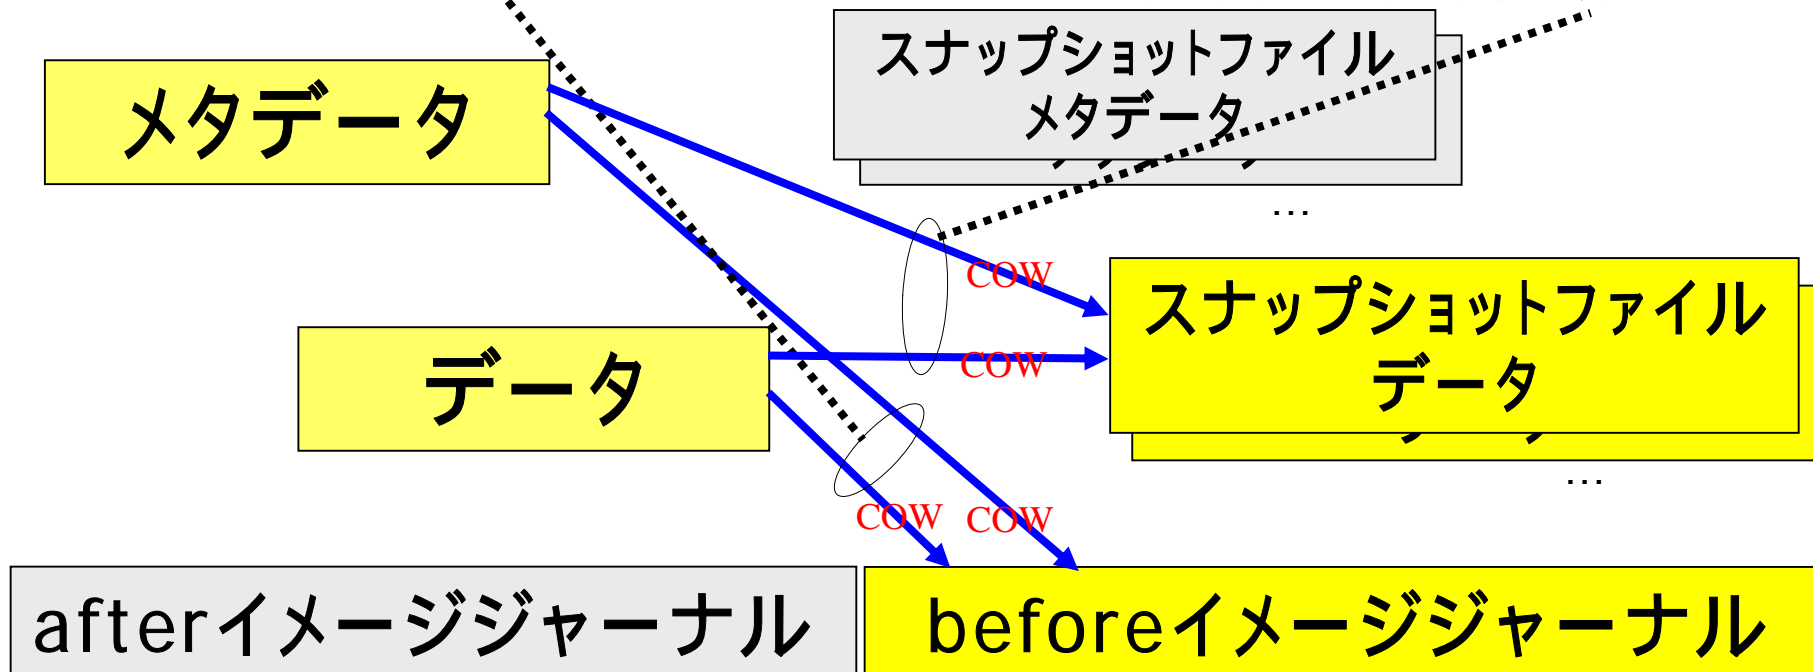 スナップショットファイル
メタデータ
メタデータ
…
COW
スナップショットファイル
データ
COW
データ
…
COW
COW
afterイメージジャーナル
beforeイメージジャーナル